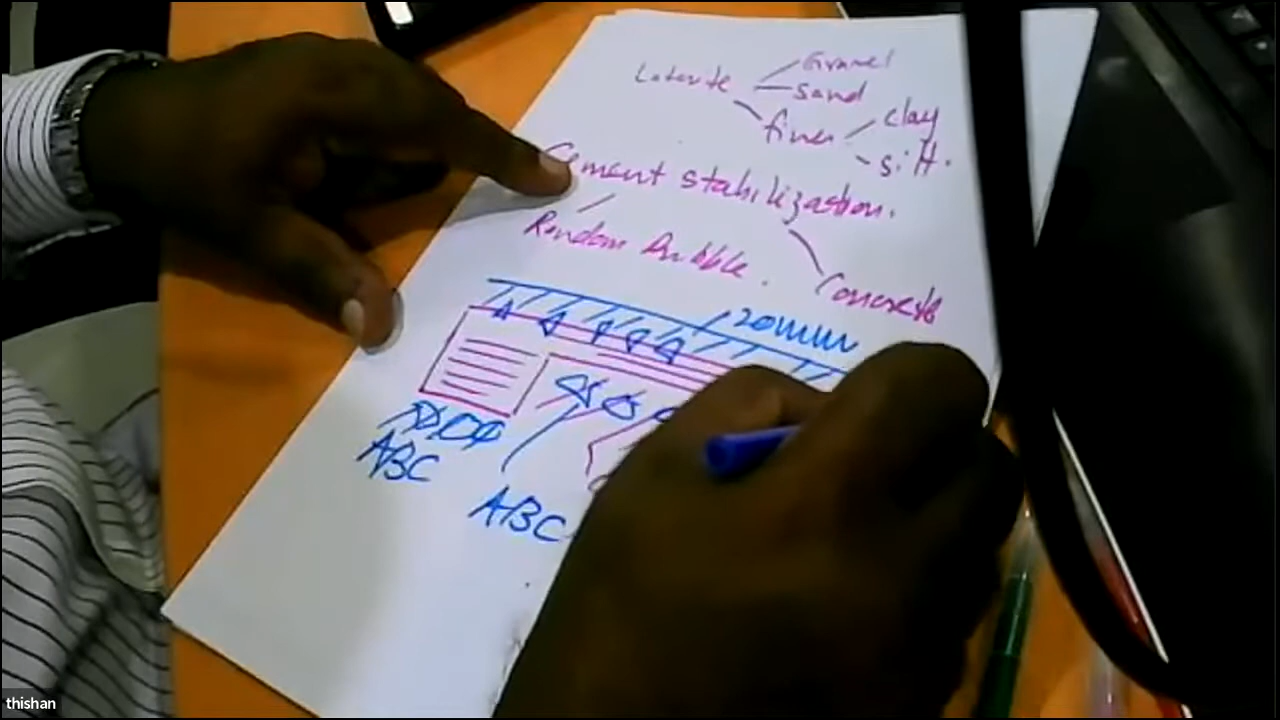 Laterite Gravel
sand
fines clay
silt.
Cement stabilization.
Random Rubble. Concrete
20mm
ABC
ABC
thishan